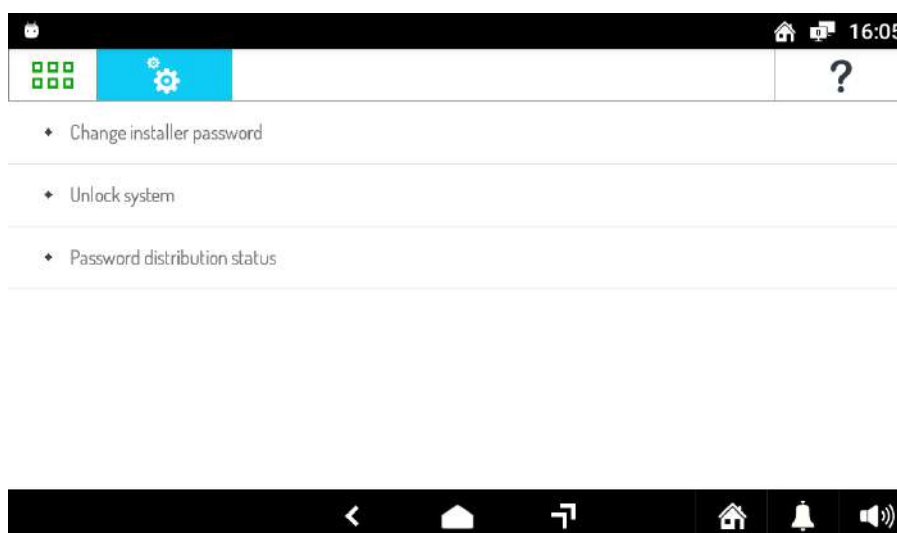 16:05
?
Change installer password
Unlock system
Password distribution status